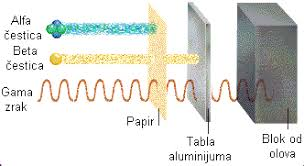 Alfa
čestica
Beta
čestica
Gama
zrak
Papir
Tabla
aluminijuma
Blok od
olova